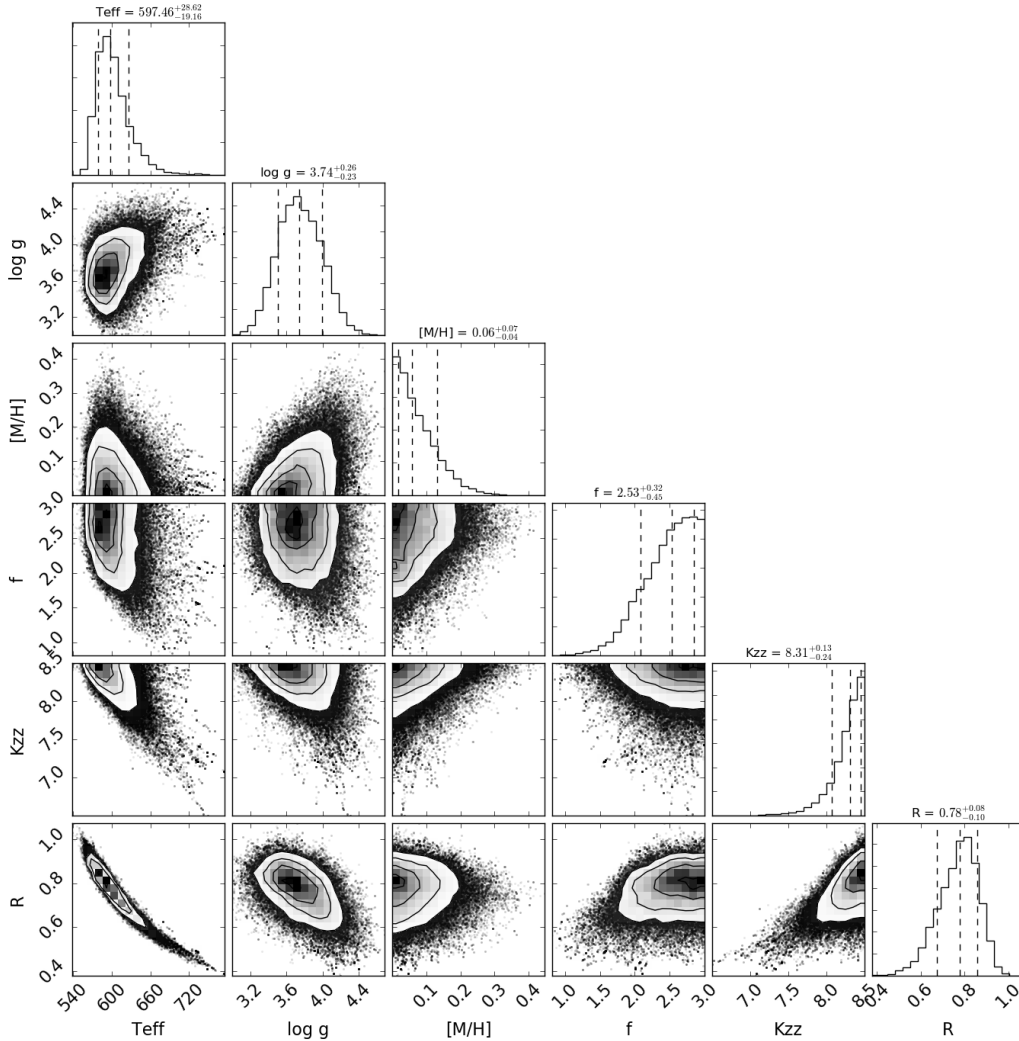 Teff = 597.46 +28.62 −19.16
log g = 3.74 +0.26 −0.23
4.4
4.0
3.6
3.2
log g
[M/H] = 0.06 +0.07 −0.04
0.4
0.3
0.2
0.1
[M/H]
f = 2.53 +0.32 −0.45
3.0
2.5
2.0
1.5
1.0
f
Kzz = 8.31 +0.13 −0.24
8.5
8.0
7.5
7.0
Kzz
R = 0.78 +0.08 −0.10
1.0
0.8
0.6
0.4
R
540 600 660 720
3.2 3.6 4.0 4.4
0.1 0.2 0.3 0.4
1.0 1.5 2.0 2.5 3.0
7.0 7.5 8.0 8.5
0.4 0.6 0.8 1.0
Teff log g [M/H] f Kzz R